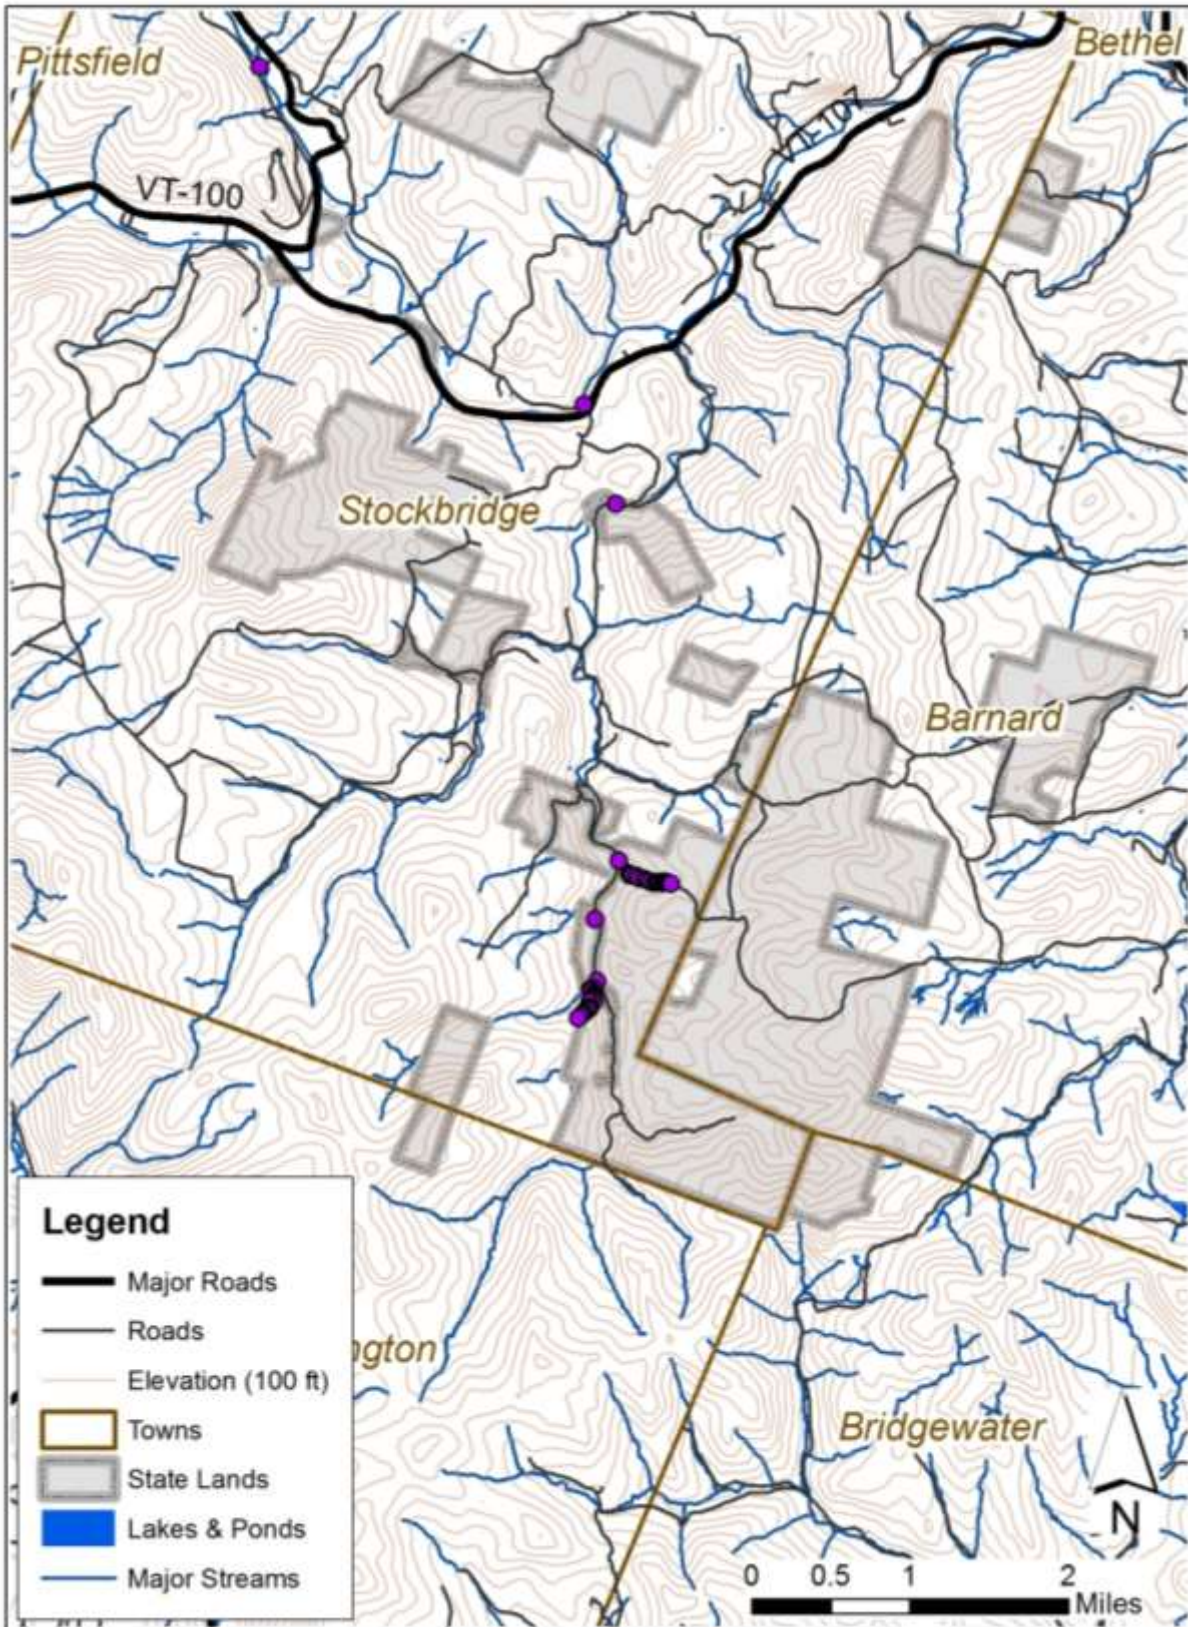 Pittsfield
Bethel
VT-107
VT-100
Stockbridge
Barnard
Legend
Major Roads
Roads
Elevation (100 ft)
Towns
State Lands
Lakes & Ponds
Major Streams
ngton
Bridgewater
N
0 0.5 1 2
Miles